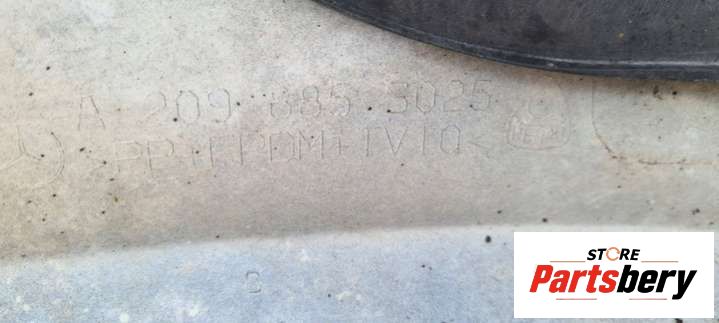 A 209 885 3025
>PP+EPDM+TV10<
C
STORE
Partsbery